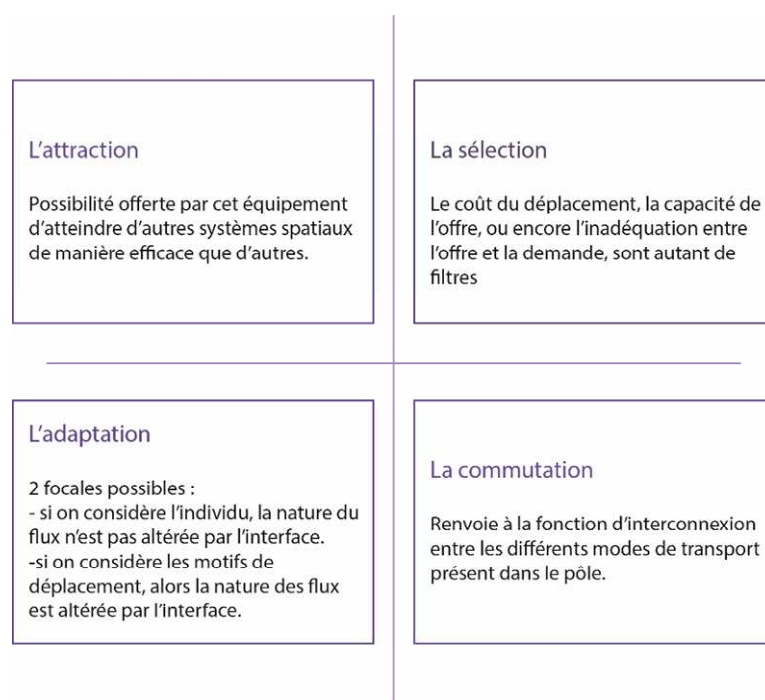 L'attraction
Possibilité offerte par cet équipement
d'atteindre d'autres systèmes spatiaux
de manière efficace que d'autres.
La sélection
Le coût du déplacement, la capacité de
l'offre, ou encore l'inadéquation entre
l'offre et la demande, sont autant de
filtres
L'adaptation
2 focales possibles :
- si on considère l'individu, la nature du
flux n'est pas altérée par l'interface.
-si on considère les motifs de
déplacement, alors la nature des flux
est altérée par l'interface.
La commutation
Renvoie à la fonction d'interconnexion
entre les différents modes de transport
présent dans le pôle.